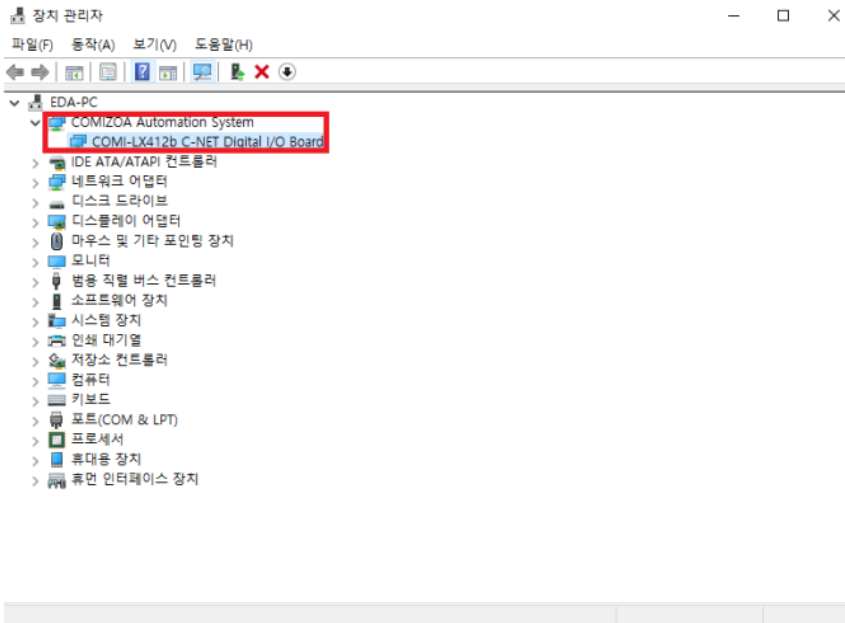 장치 관리자
파일(F) 동작(A) 보기(V) 도움말(H)
EDA-PC
COMIZOA Automation System
COMI-LX412b C-NET Digital I/O Board
IDE ATA/ATAPI 컨트롤러
네트워크 어댑터
디스크 드라이브
디스플레이 어댑터
마우스 및 기타 포인팅 장치
모니터
범용 직렬 버스 컨트롤러
소프트웨어 장치
시스템 장치
인쇄 대기열
저장소 컨트롤러
컴퓨터
키보드
포트(COM & LPT)
프로세서
휴대용 장치
휴먼 인터페이스 장치